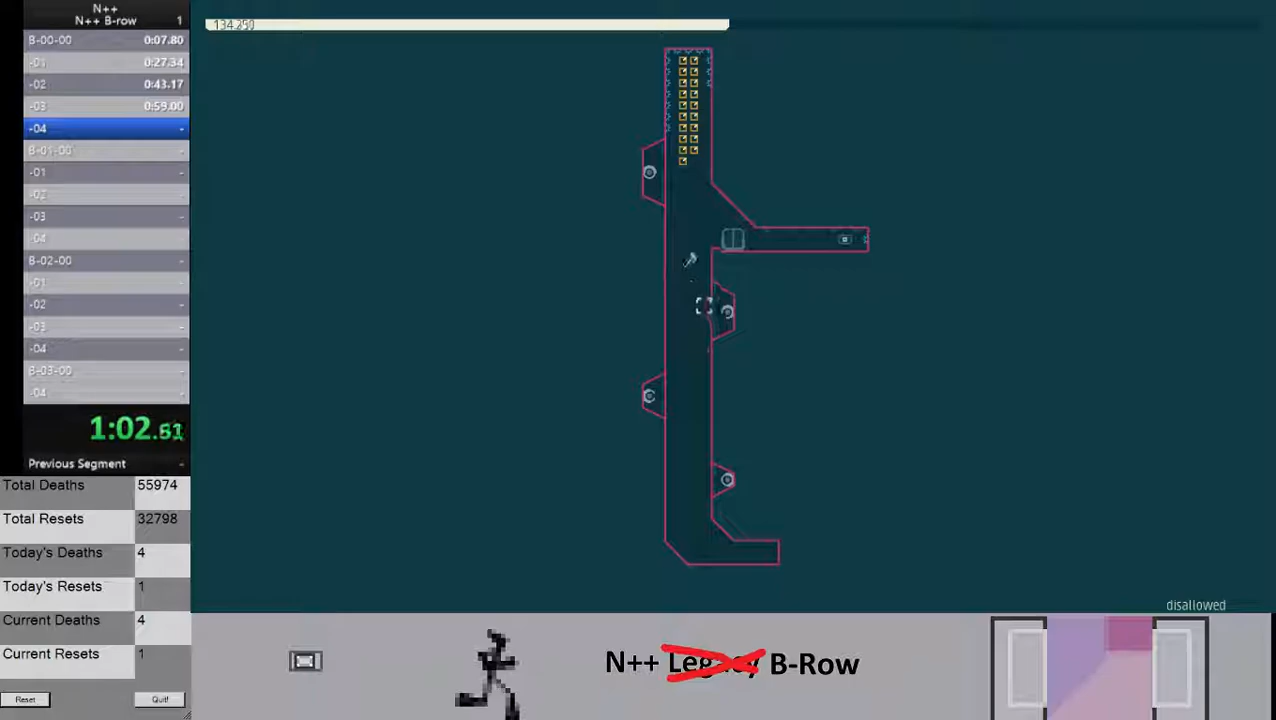 N++
N++ B-row 1
B-00-00 0:07.80
-01 0:27.34
-02 0:43.17
-03 0:59.00
-04 -
B-01-00 -
-01 -
-02 -
-03 -
-04 -
B-02-00 -
-01 -
-02 -
-03 -
-04 -
B-03-00 -
-04 -
1:02.51
Previous Segment -
Total Deaths 55974
Total Resets 32798
Today's Deaths 4
Today's Resets 1
Current Deaths 4
Current Resets 1
Reset Quit!
134.250
disallowed
N++ Legacy B-Row